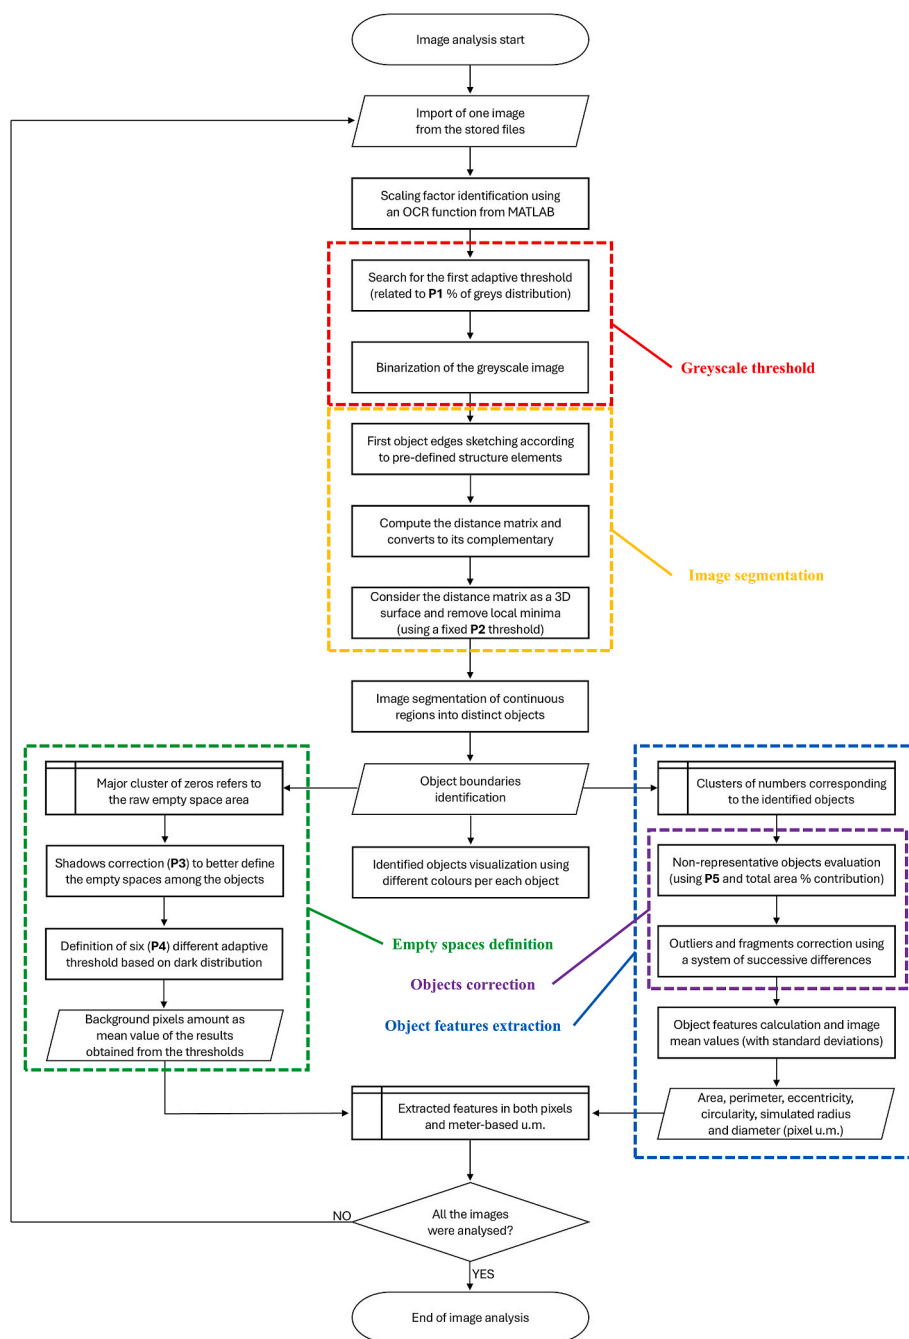 Image analysis start
Import of one image
from the stored files
Scaling factor identification using
an OCR function from MATLAB
Search for the first adaptive threshold
(related to P1 % of greys distribution)
Binarization of the greyscale image
Greyscale threshold
First object edges sketching according
to pre-defined structure elements
Compute the distance matrix and
converts to its complementary
Image segmentation
Consider the distance matrix as a 3D
surface and remove local minima
(using a fixed P2 threshold)
Image segmentation of continuous
regions into distinct objects
Major cluster of zeros refers to
the raw empty space area
Object boundaries
identification
Clusters of numbers corresponding
to the identified objects
Shadows correction (P3) to better define
the empty spaces among the objects
Identified objects visualization using
different colours per each object
Non-representative objects evaluation
(using P5 and total area % contribution)
Definition of six (P4) different adaptive
threshold based on dark distribution
Empty spaces definition
Outliers and fragments correction using
a system of successive differences
Objects correction
Object features extraction
Background pixels amount as
mean value of the results
obtained from the thresholds
Object features calculation and image
mean values (with standard deviations)
Extracted features in both pixels
and meter-based u.m.
Area, perimeter, eccentricity,
circularity, simulated radius
and diameter (pixel u.m.)
All the images
were analysed?
NO
YES
End of image analysis